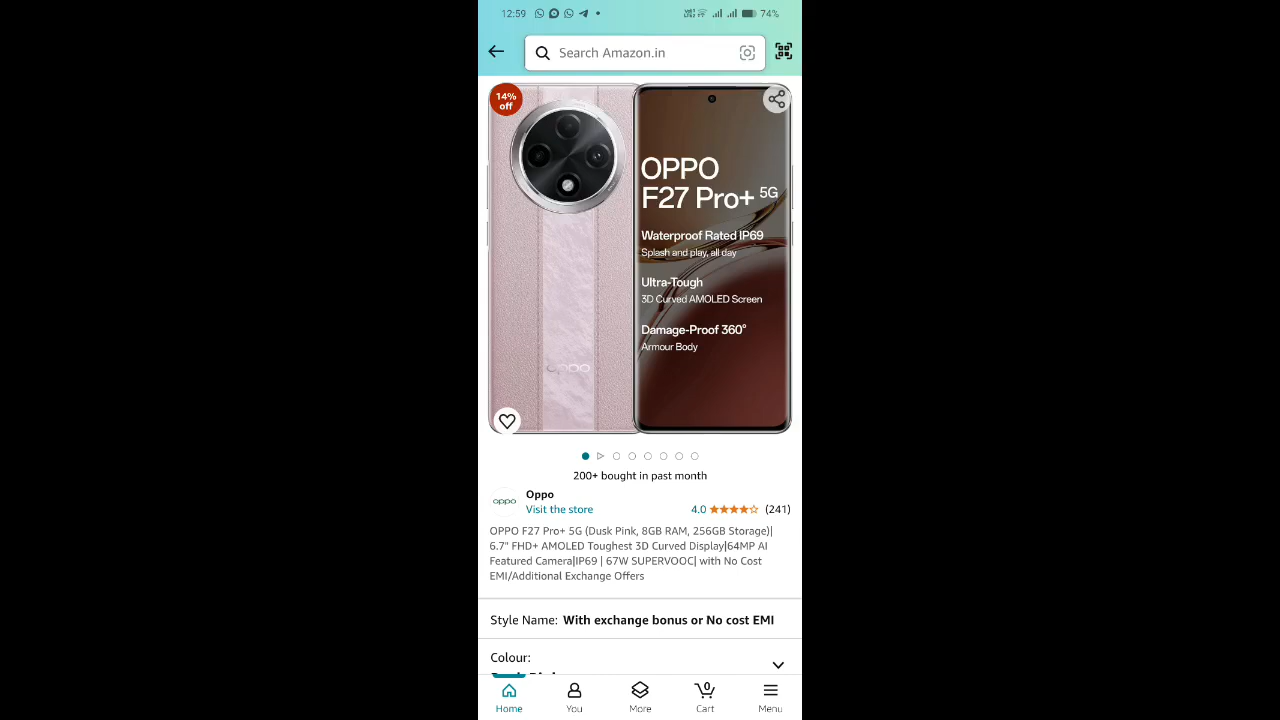 12:59
74%
Search Amazon.in
14%
off
OPPO
F27 Pro+ 5G
Waterproof Rated IP69
Splash and play, all day
Ultra-Tough
3D Curved AMOLED Screen
Damage-Proof 360°
Armour Body
oppo
200+ bought in past month
oppo
Oppo
Visit the store
4.0 (241)
OPPO F27 Pro+ 5G (Dusk Pink, 8GB RAM, 256GB Storage)|
6.7" FHD+ AMOLED Toughest 3D Curved Display|64MP AI
Featured Camera|IP69 | 67W SUPERVOOC| with No Cost
EMI/Additional Exchange Offers
Style Name: With exchange bonus or No cost EMI
Colour:
0
Home
You
More
Cart
Menu